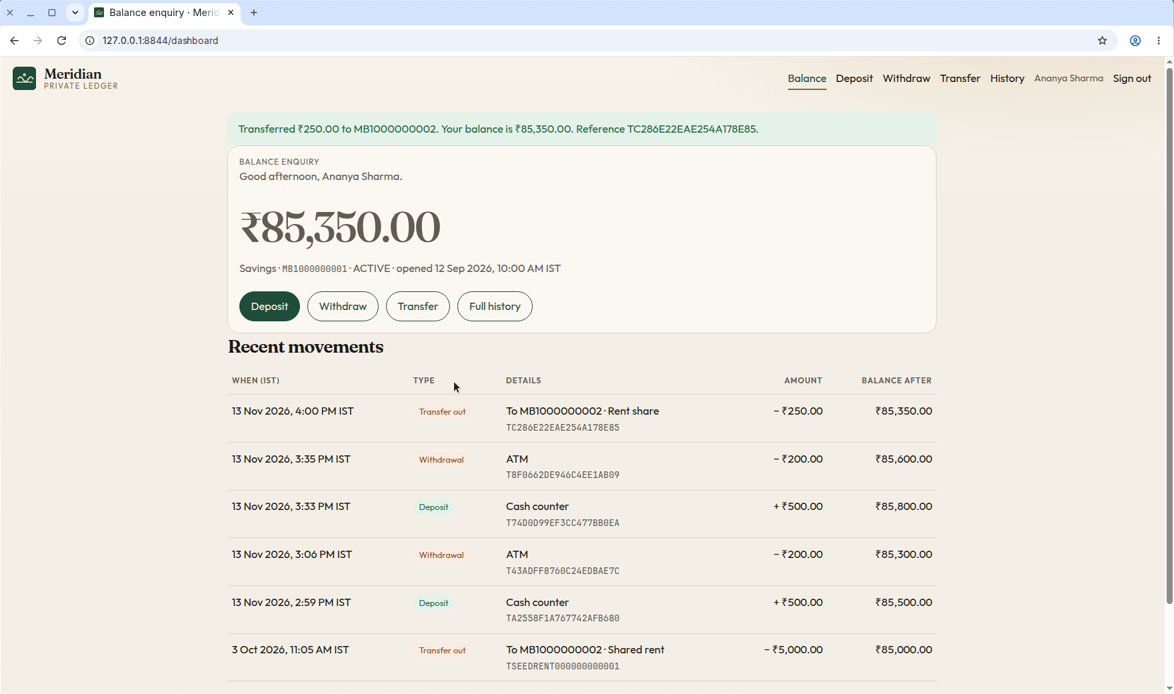 Balance enquiry · Merid
127.0.0.1:8844/dashboard
Meridian
PRIVATE LEDGER
Balance Deposit Withdraw Transfer History Ananya Sharma Sign out
Transferred ₹250.00 to MB1000000002. Your balance is ₹85,350.00. Reference TC286E22EAE254A178E85.
BALANCE ENQUIRY
Good afternoon, Ananya Sharma.
₹85,350.00
Savings · MB1000000001 · ACTIVE · opened 12 Sep 2026, 10:00 AM IST
Deposit Withdraw Transfer Full history
Recent movements
WHEN (IST) TYPE DETAILS AMOUNT BALANCE AFTER
13 Nov 2026, 4:00 PM IST Transfer out To MB1000000002 · Rent share − ₹250.00 ₹85,350.00
TC286E22EAE254A178E85
13 Nov 2026, 3:35 PM IST Withdrawal ATM − ₹200.00 ₹85,600.00
T8F0662DE946C4EE1AB09
13 Nov 2026, 3:33 PM IST Deposit Cash counter + ₹500.00 ₹85,800.00
T74D0D99EF3CC477BB0EA
13 Nov 2026, 3:06 PM IST Withdrawal ATM − ₹200.00 ₹85,300.00
T43ADFF8760C24EDBAE7C
13 Nov 2026, 2:59 PM IST Deposit Cash counter + ₹500.00 ₹85,500.00
TA2558F1A767742AFB680
3 Oct 2026, 11:05 AM IST Transfer out To MB1000000002 · Shared rent − ₹5,000.00 ₹85,000.00
TSEEDRENT000000000001